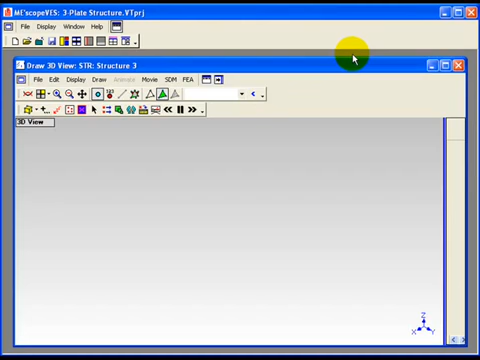 ME'scopeVES: 3-Plate Structure.VTprj
File Display Window Help
Draw 3D View: STR: Structure 3
File Edit Display Draw Animate Movie SDM FEA
3D View
Z
X Y